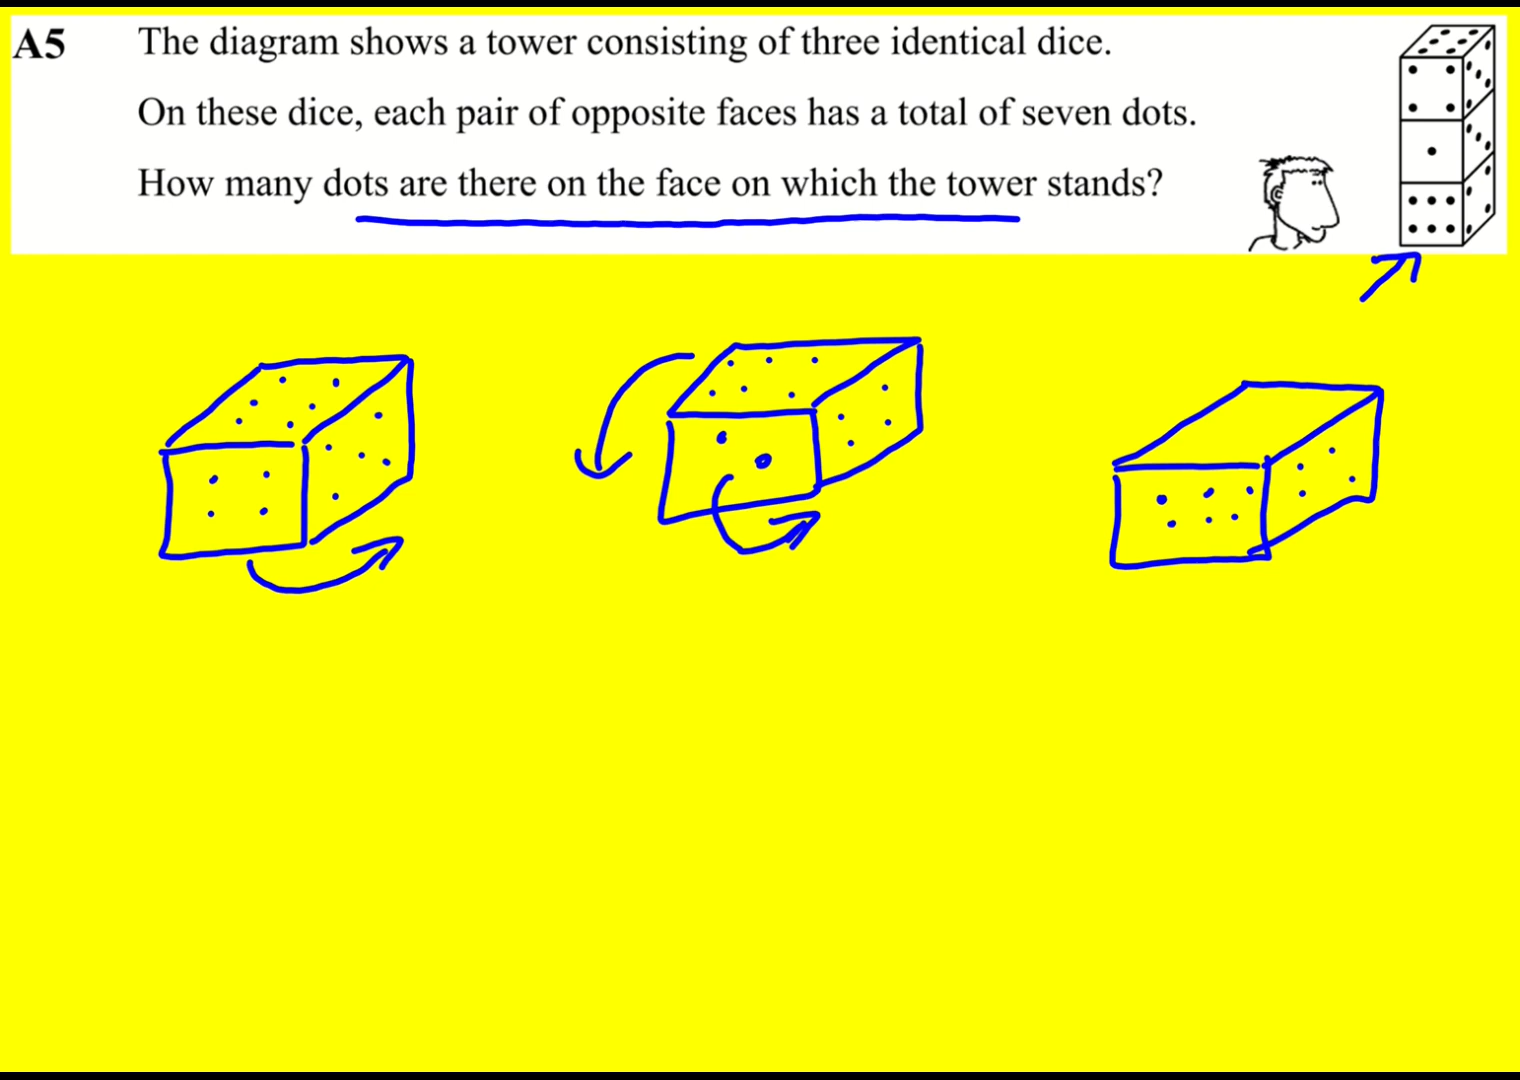 A5 The diagram shows a tower consisting of three identical dice.
On these dice, each pair of opposite faces has a total of seven dots.
How many dots are there on the face on which the tower stands?